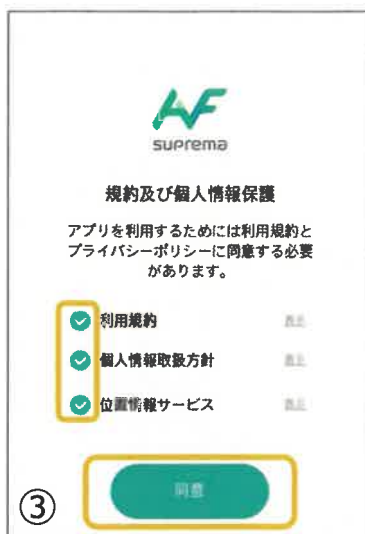 suprema
規約及び個人情報保護
アプリを利用するためには利用規約と
プライバシーポリシーに同意する必要
があります。
利用規約
個人情報取扱方針
位置情報サービス
同意
③